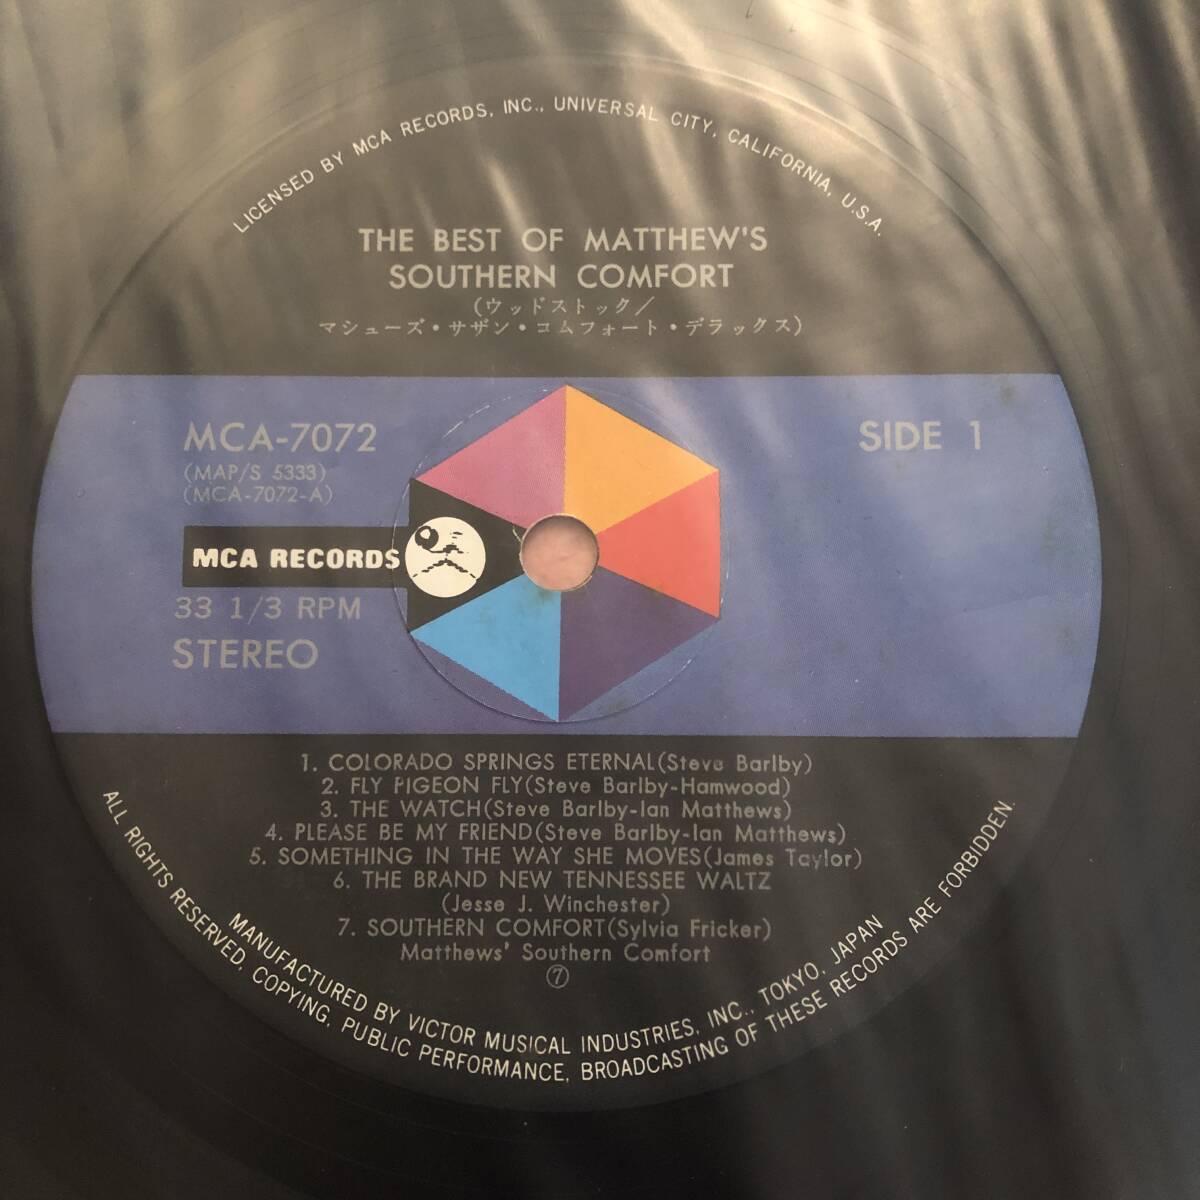 LICENSED BY MCA RECORDS, INC., UNIVERSAL CITY, CALIFORNIA, U.S.A.
THE BEST OF MATTHEW'S
SOUTHERN COMFORT
(ウッドストック/
マシューズ・サザン・コムフォート・デラックス)
MCA-7072
SIDE 1
(MAP/S 5333)
(MCA-7072-A)
MCA RECORDS
33 1/3 RPM
STEREO
1. COLORADO SPRINGS ETERNAL(Steve Barlby)
2. FLY PIGEON FLY(Steve Barlby-Hamwood)
3. THE WATCH(Steve Barlby-Ian Matthews)
4. PLEASE BE MY FRIEND(Steve Barlby-Ian Matthews)
5. SOMETHING IN THE WAY SHE MOVES(James Taylor)
6. THE BRAND NEW TENNESSEE WALTZ
(Jesse J. Winchester)
7. SOUTHERN COMFORT(Sylvia Fricker)
Matthews' Southern Comfort
⑦
MANUFACTURED BY VICTOR MUSICAL INDUSTRIES, INC., TOKYO, JAPAN
ALL RIGHTS RESERVED, COPYING, PUBLIC PERFORMANCE, BROADCASTING OF THESE RECORDS ARE FORBIDDEN.